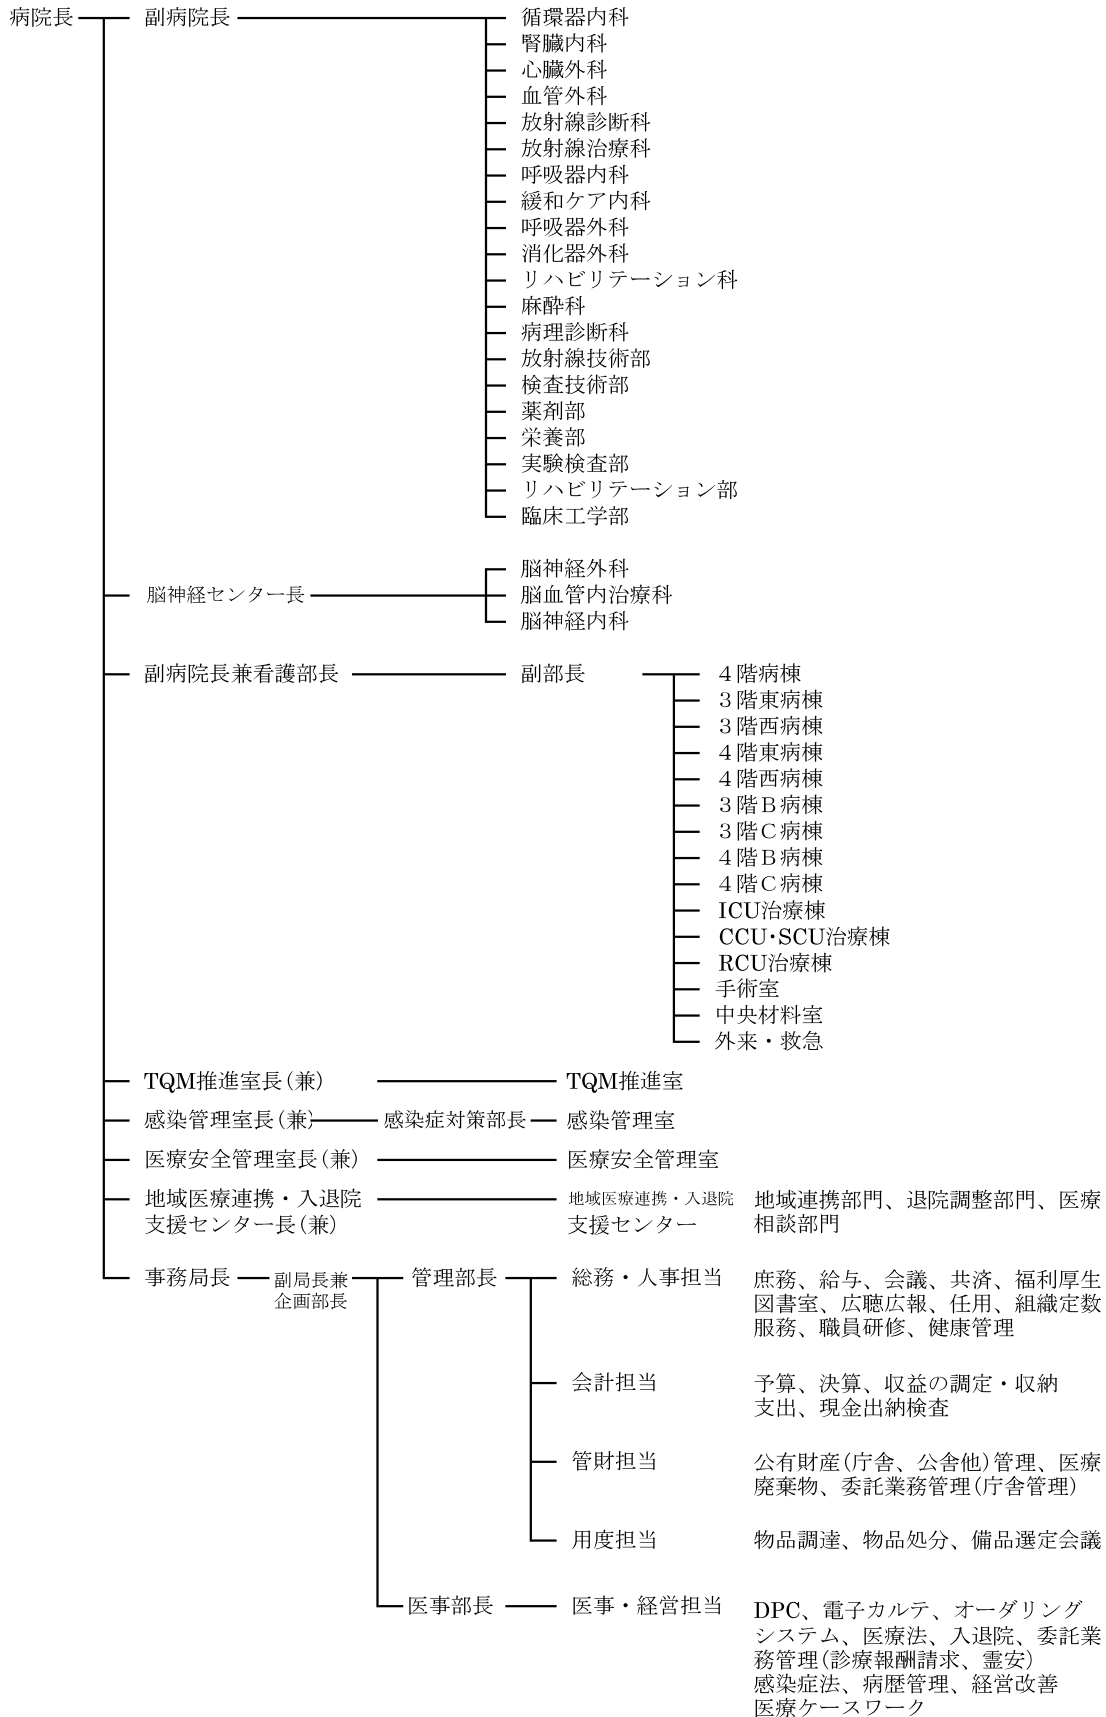 病院長 副病院長 循環器内科
腎臓内科
心臓外科
血管外科
放射線診断科
放射線治療科
呼吸器内科
緩和ケア内科
呼吸器外科
消化器外科
リハビリテーション科
麻酔科
病理診断科
放射線技術部
検査技術部
薬剤部
栄養部
実験検査部
リハビリテーション部
臨床工学部
脳神経センター長
脳神経外科
脳血管内治療科
脳神経内科
副病院長兼看護部長 副部長 4階病棟
3階東病棟
3階西病棟
4階東病棟
4階西病棟
3階B病棟
3階C病棟
4階B病棟
4階C病棟
ICU治療棟
CCU・SCU治療棟
RCU治療棟
手術室
中央材料室
外来・救急
TQM推進室長(兼) TQM推進室
感染管理室長(兼) 感染症対策部長 感染管理室
医療安全管理室長(兼) 医療安全管理室
地域医療連携・入退院
支援センター長(兼)
地域医療連携・入退院
支援センター
地域連携部門、退院調整部門、医療
相談部門
事務局長
副局長兼
企画部長
管理部長 総務・人事担当
庶務、給与、会議、共済、福利厚生
図書室、広聴広報、任用、組織定数
服務、職員研修、健康管理
会計担当
予算、決算、収益の調定・収納
支出、現金出納検査
管財担当
公有財産(庁舎、公舎他)管理、医療
廃棄物、委託業務管理(庁舎管理)
用度担当 物品調達、物品処分、備品選定会議
医事部長 医事・経営担当
DPC、電子カルテ、オーダリング
システム、医療法、入退院、委託業
務管理(診療報酬請求、霊安)
感染症法、病歴管理、経営改善
医療ケースワーク